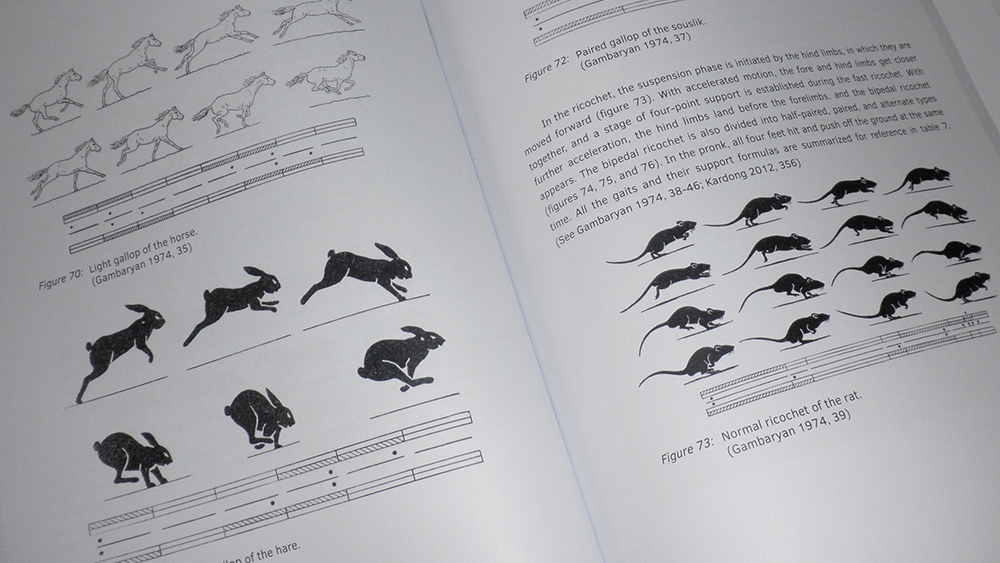 Figure 70: Light gallop of the horse.
(Gambaryan 1974, 35)
of the hare.
Figure 72: Paired gallop of the souslik.
(Gambaryan 1974, 37)
In the ricochet, the suspension phase is initiated by the hind limbs, in which they are
moved forward (figure 73). With accelerated motion, the fore and hind limbs get closer
together, and a stage of four-point support is established during the fast ricochet. With
further acceleration, the hind limbs land before the forelimbs, and the bipedal ricochet
appears. The bipedal ricochet is also divided into half-paired, paired, and alternate types
(figures 74, 75, and 76). In the pronk, all four feet hit and push off the ground at the same
time. All the gaits and their support formulas are summarized for reference in table 7.
(See Gambaryan 1974, 38-46; Kardong 2012, 356)
Figure 73: Normal ricochet of the rat.
(Gambaryan 1974, 39)